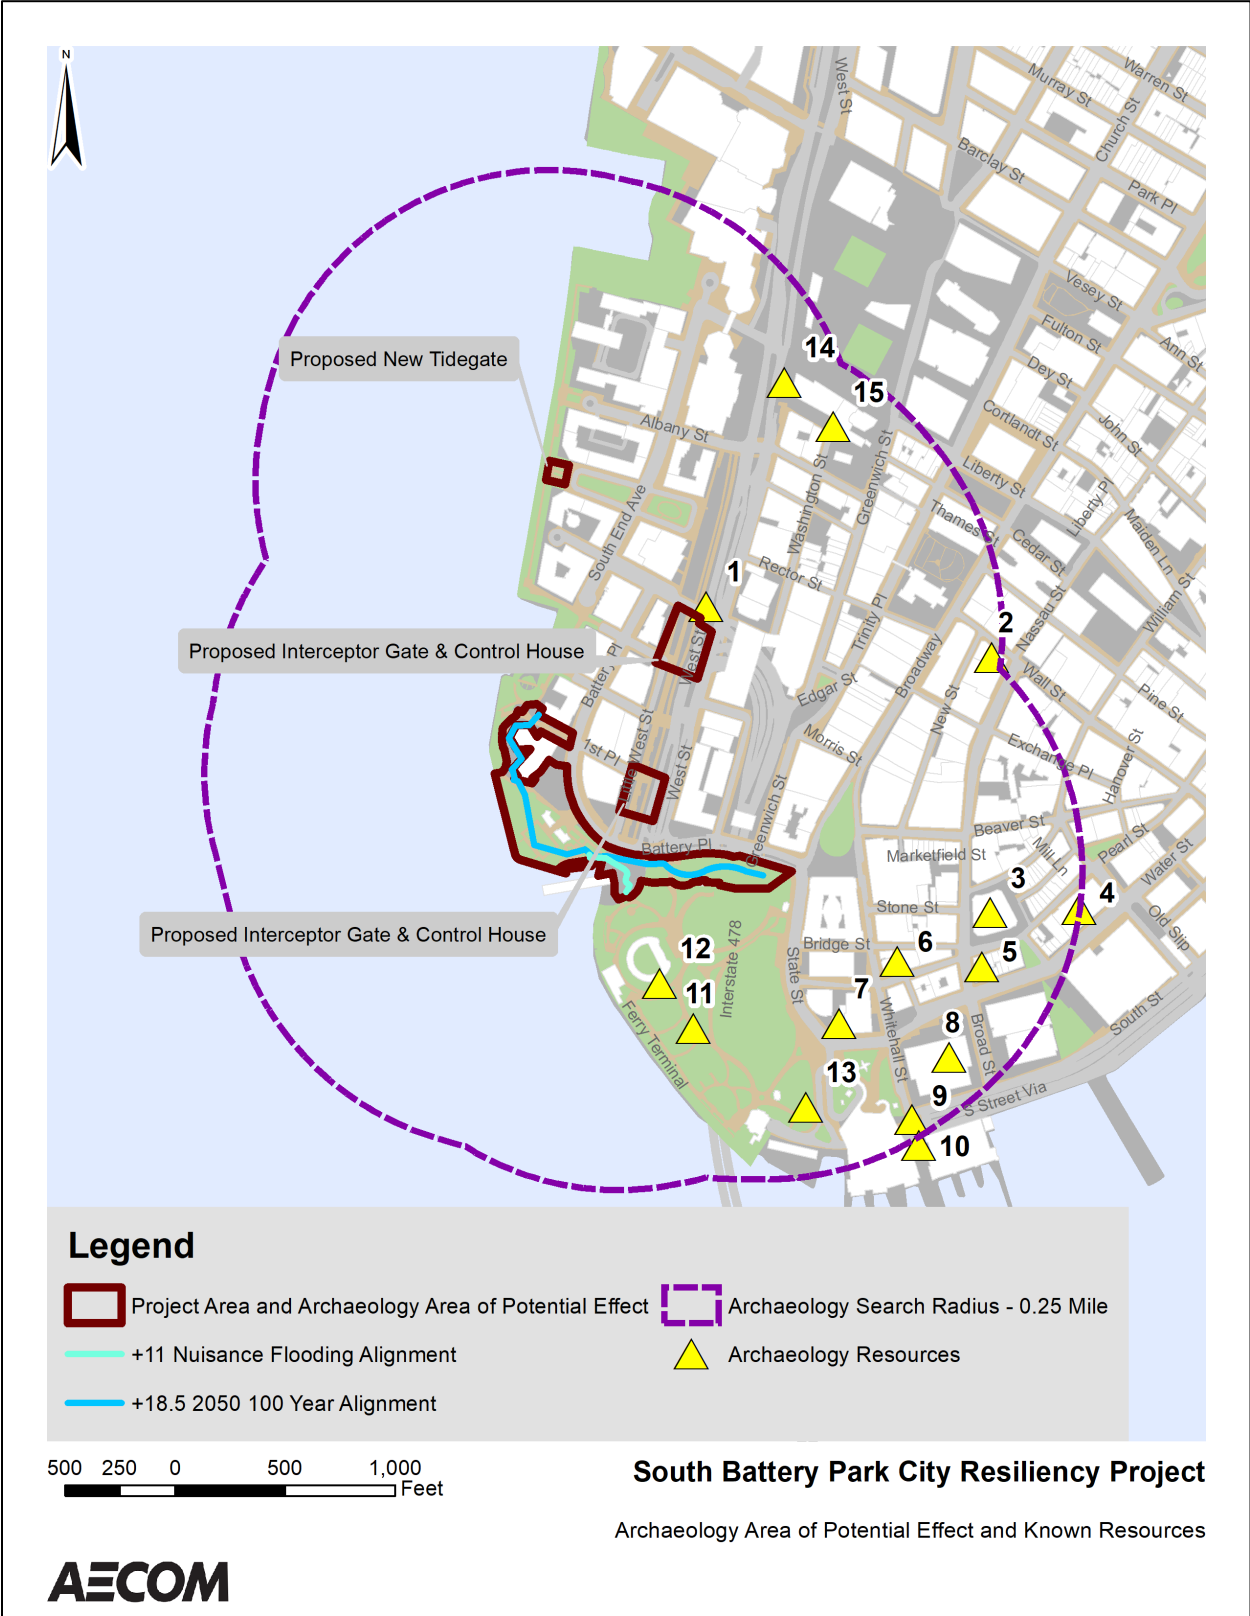 N
West St
Murray St
Warren St
Church St
Barclay St
Park Pl
Vesey St
Fulton St
Ann St
Dey St
Proposed New Tidegate
14
15
Cortlandt St
John St
Albany St
Liberty St
Greenwich St
Washington St
Liberty Pl
Maiden Ln
South End Ave
Thames St
Cedar St
1
Rector St
William St
Nassau St
2
Trinity Pl
Proposed Interceptor Gate & Control House
West St
Battery Pl
Broadway
Wall St
Edgar St
Pine St
New St
1st Pl
Little West St
West St
Morris St
Exchange Pl
Hanover St
Greenwich St
Beaver St
Battery Pl
Marketfield St
Mill Ln
Pearl St
Water St
3
4
Stone St
Old Slip
Proposed Interceptor Gate & Control House
12
Bridge St
6
5
Interstate 478
State St
11
7
Ferry Terminal
Whitehall St
8
Broad St
South St
13
9
S Street Via
10
Legend
Project Area and Archaeology Area of Potential Effect
Archaeology Search Radius - 0.25 Mile
+11 Nuisance Flooding Alignment
Archaeology Resources
+18.5 2050 100 Year Alignment
500 250 0 500 1,000
Feet
South Battery Park City Resiliency Project
Archaeology Area of Potential Effect and Known Resources
AECOM